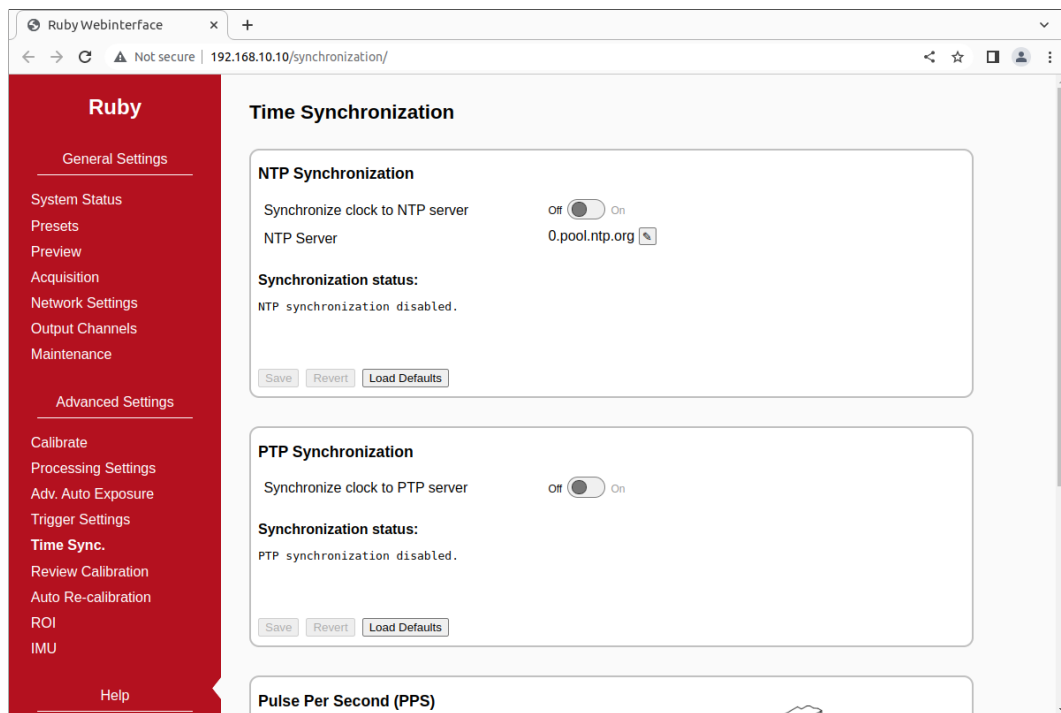 Ruby Webinterface
Not secure
192.168.10.10/synchronization/
Ruby
General Settings
System Status
Presets
Preview
Acquisition
Network Settings
Output Channels
Maintenance
Advanced Settings
Calibrate
Processing Settings
Adv. Auto Exposure
Trigger Settings
Time Sync.
Review Calibration
Auto Re-calibration
ROI
IMU
Help
Time Synchronization
NTP Synchronization
Synchronize clock to NTP server Off On
NTP Server 0.pool.ntp.org
Synchronization status:
NTP synchronization disabled.
Save Revert Load Defaults
PTP Synchronization
Synchronize clock to PTP server Off On
Synchronization status:
PTP synchronization disabled.
Save Revert Load Defaults
Pulse Per Second (PPS)